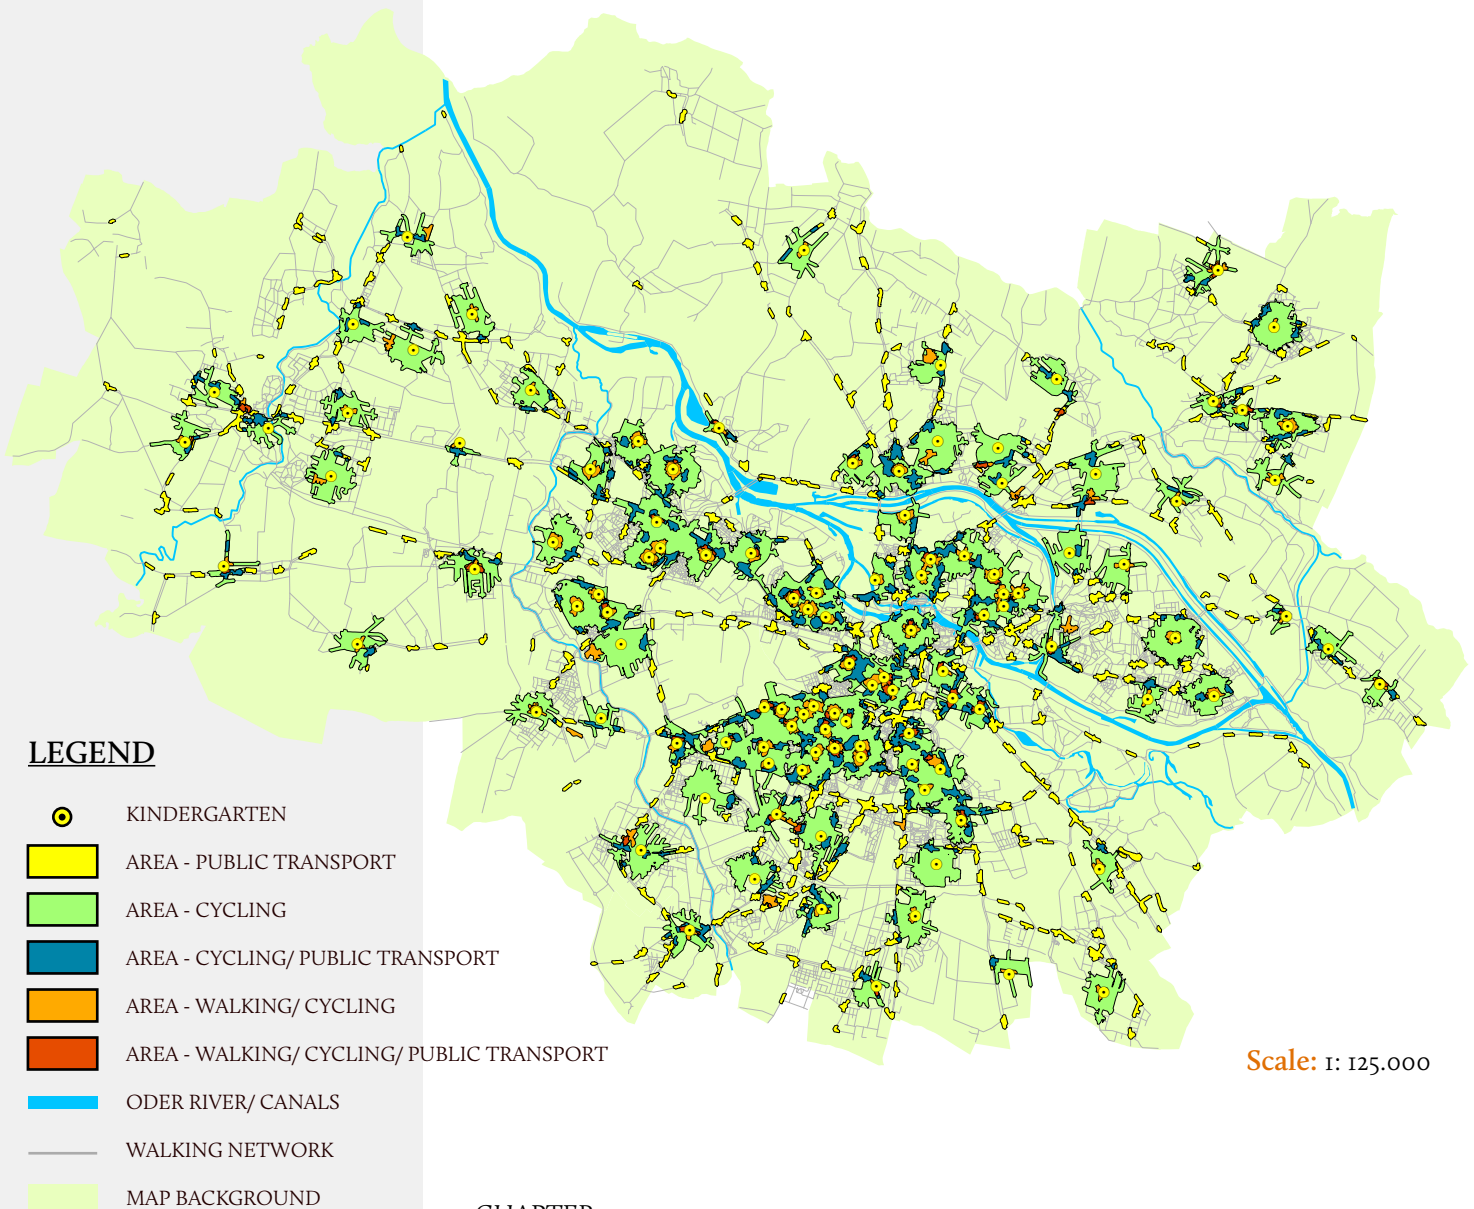 LEGEND
KINDERGARTEN
AREA - PUBLIC TRANSPORT
AREA - CYCLING
AREA - CYCLING/ PUBLIC TRANSPORT
AREA - WALKING/ CYCLING
AREA - WALKING/ CYCLING/ PUBLIC TRANSPORT
ODER RIVER/ CANALS
WALKING NETWORK
MAP BACKGROUND
Scale: 1: 125.000
CHAPTER